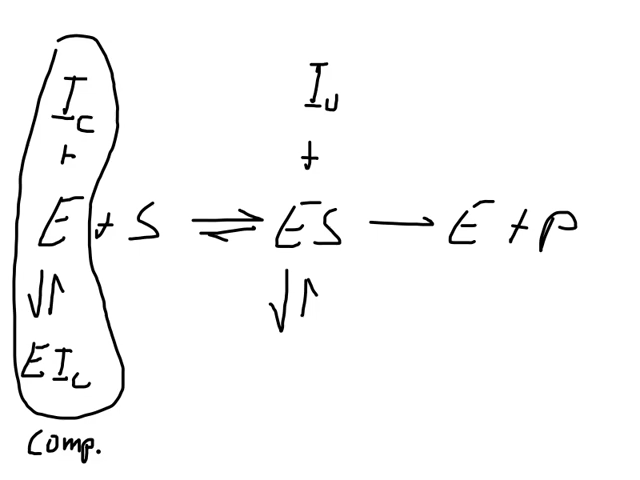 I_c
I_u
+
+
E + S ⇌ ES → E + P
EI_c
Comp.